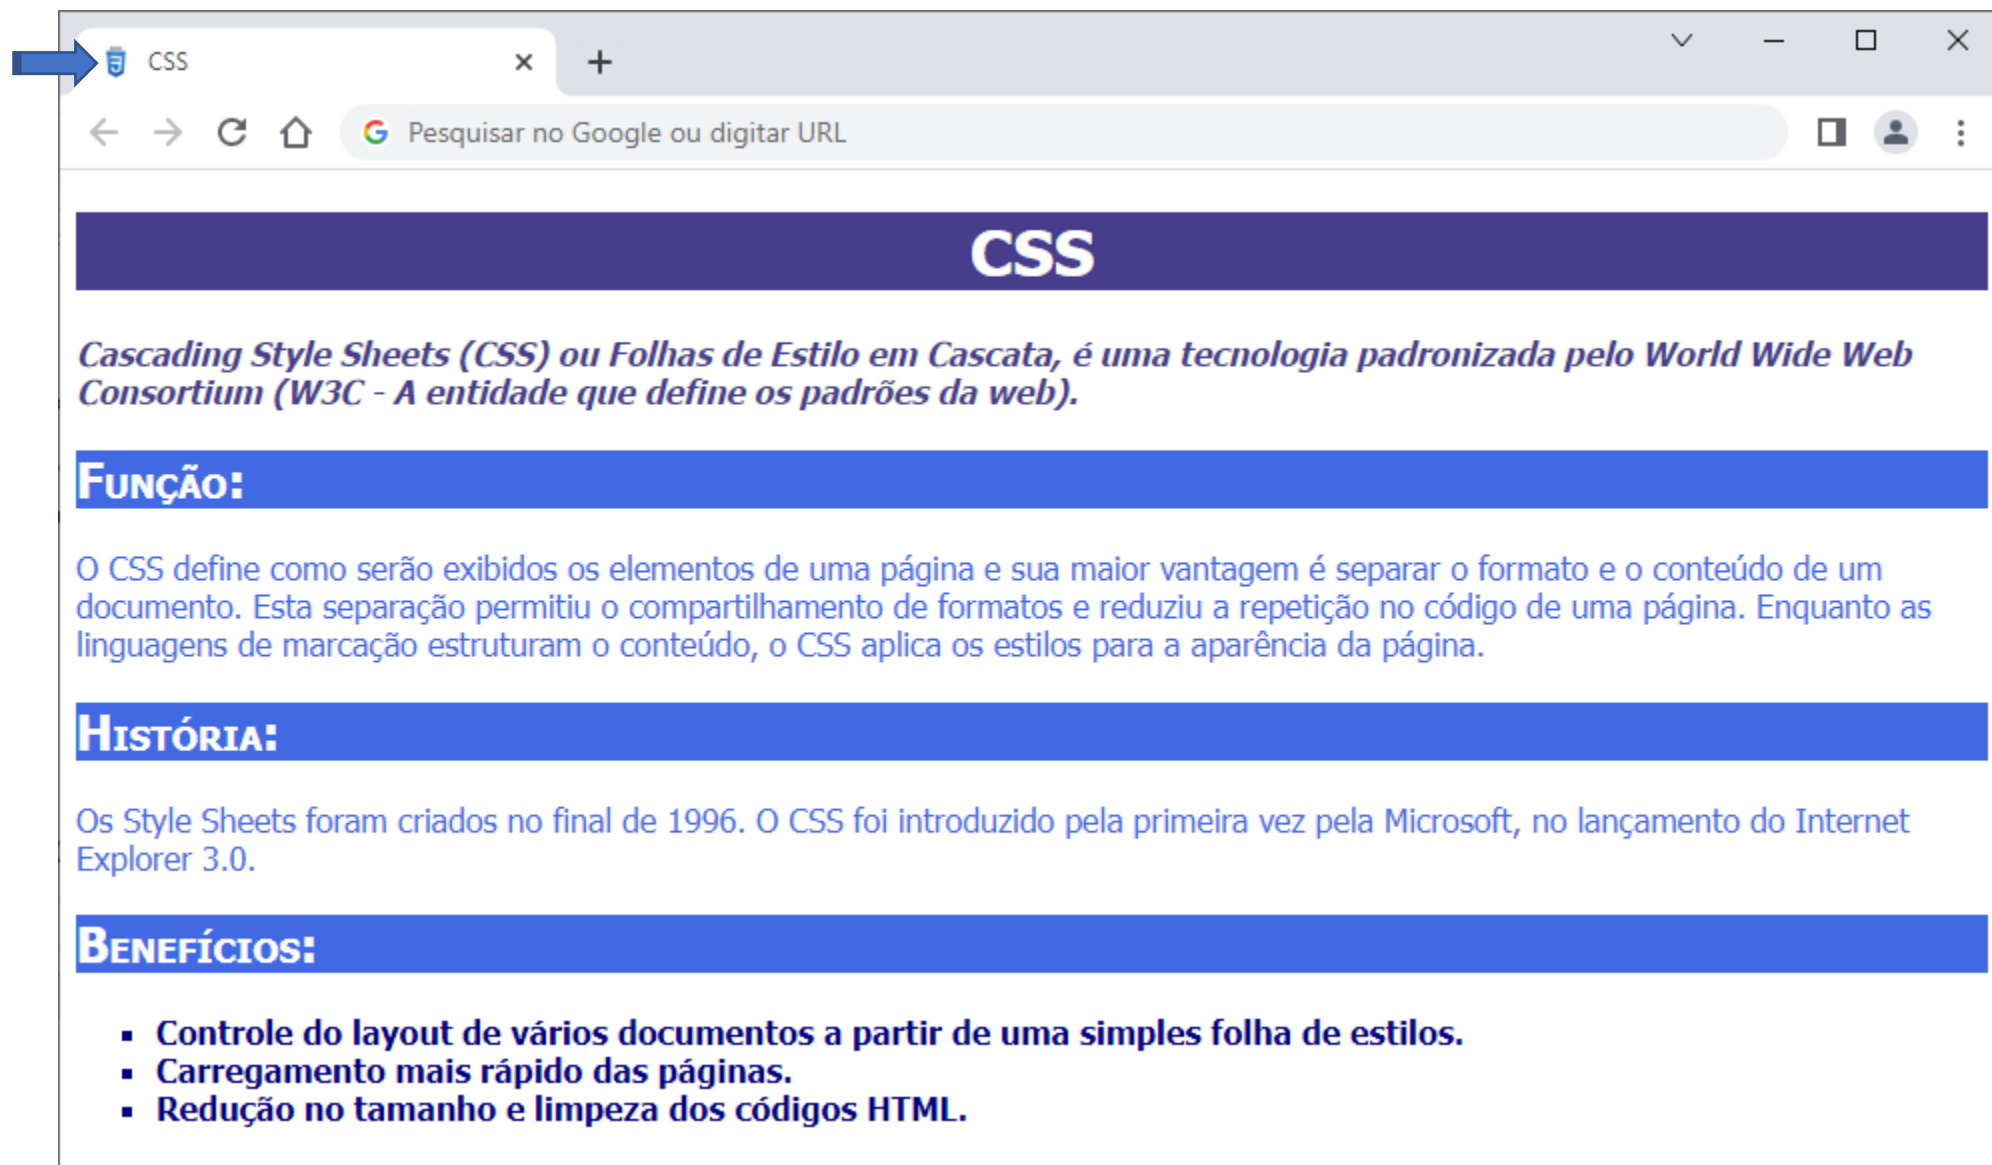 CSS
Pesquisar no Google ou digitar URL
CSS
Cascading Style Sheets (CSS) ou Folhas de Estilo em Cascata, é uma tecnologia padronizada pelo World Wide Web
Consortium (W3C - A entidade que define os padrões da web).
Função:
O CSS define como serão exibidos os elementos de uma página e sua maior vantagem é separar o formato e o conteúdo de um
documento. Esta separação permitiu o compartilhamento de formatos e reduziu a repetição no código de uma página. Enquanto as
linguagens de marcação estruturam o conteúdo, o CSS aplica os estilos para a aparência da página.
História:
Os Style Sheets foram criados no final de 1996. O CSS foi introduzido pela primeira vez pela Microsoft, no lançamento do Internet
Explorer 3.0.
Benefícios:
▪ Controle do layout de vários documentos a partir de uma simples folha de estilos.
▪ Carregamento mais rápido das páginas.
▪ Redução no tamanho e limpeza dos códigos HTML.